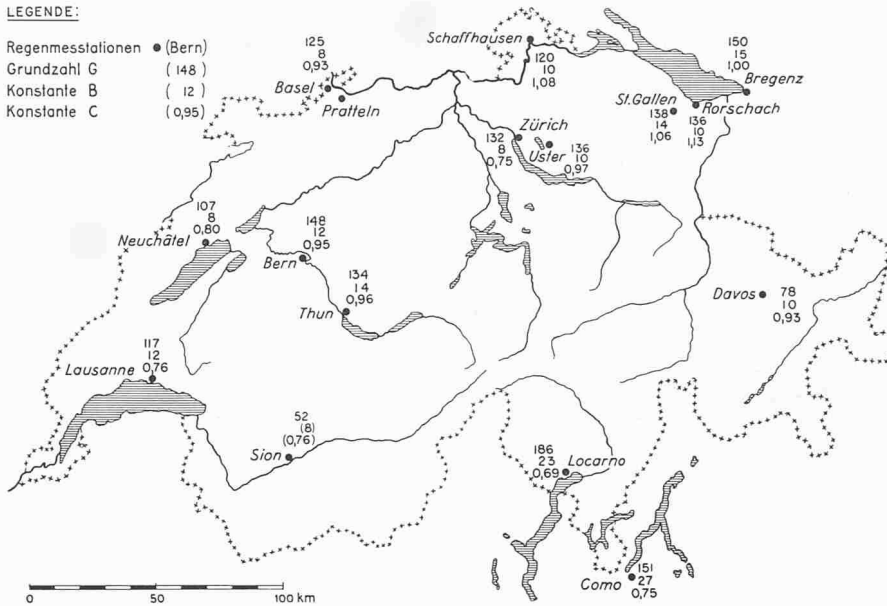 LEGENDE:
Regenmesstationen ● (Bern)
Grundzahl G (148)
Konstante B (12)
Konstante C (0,95)
125
8
0,93
Basel
Pratteln
Schaffhausen
120
10
1,08
150
15
1,00
Bregenz
St.Gallen
138
14
1,06
Rorschach
136
10
1,13
Zürich
132
8
0,75
Uster
136
10
0,97
107
8
0,80
Neuchâtel
148
12
0,95
Bern
134
14
0,96
Thun
Davos
78
10
0,93
117
12
0,76
Lausanne
52
(8)
(0,76)
Sion
186
23
0,69
Locarno
Como
151
27
0,75
0 50 100 km